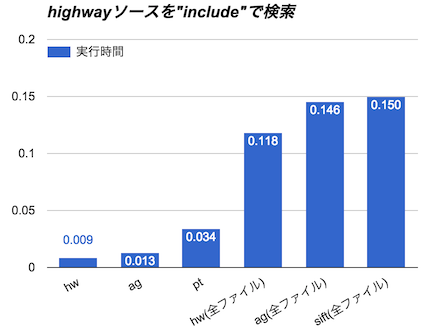 highwayソースを"include"で検索
0.2
実行時間
0.15
0.1
0.05
0
0.009
0.013
0.034
0.118
0.146
0.150
hw
ag
pt
hw(全ファイル)
ag(全ファイル)
sift(全ファイル)